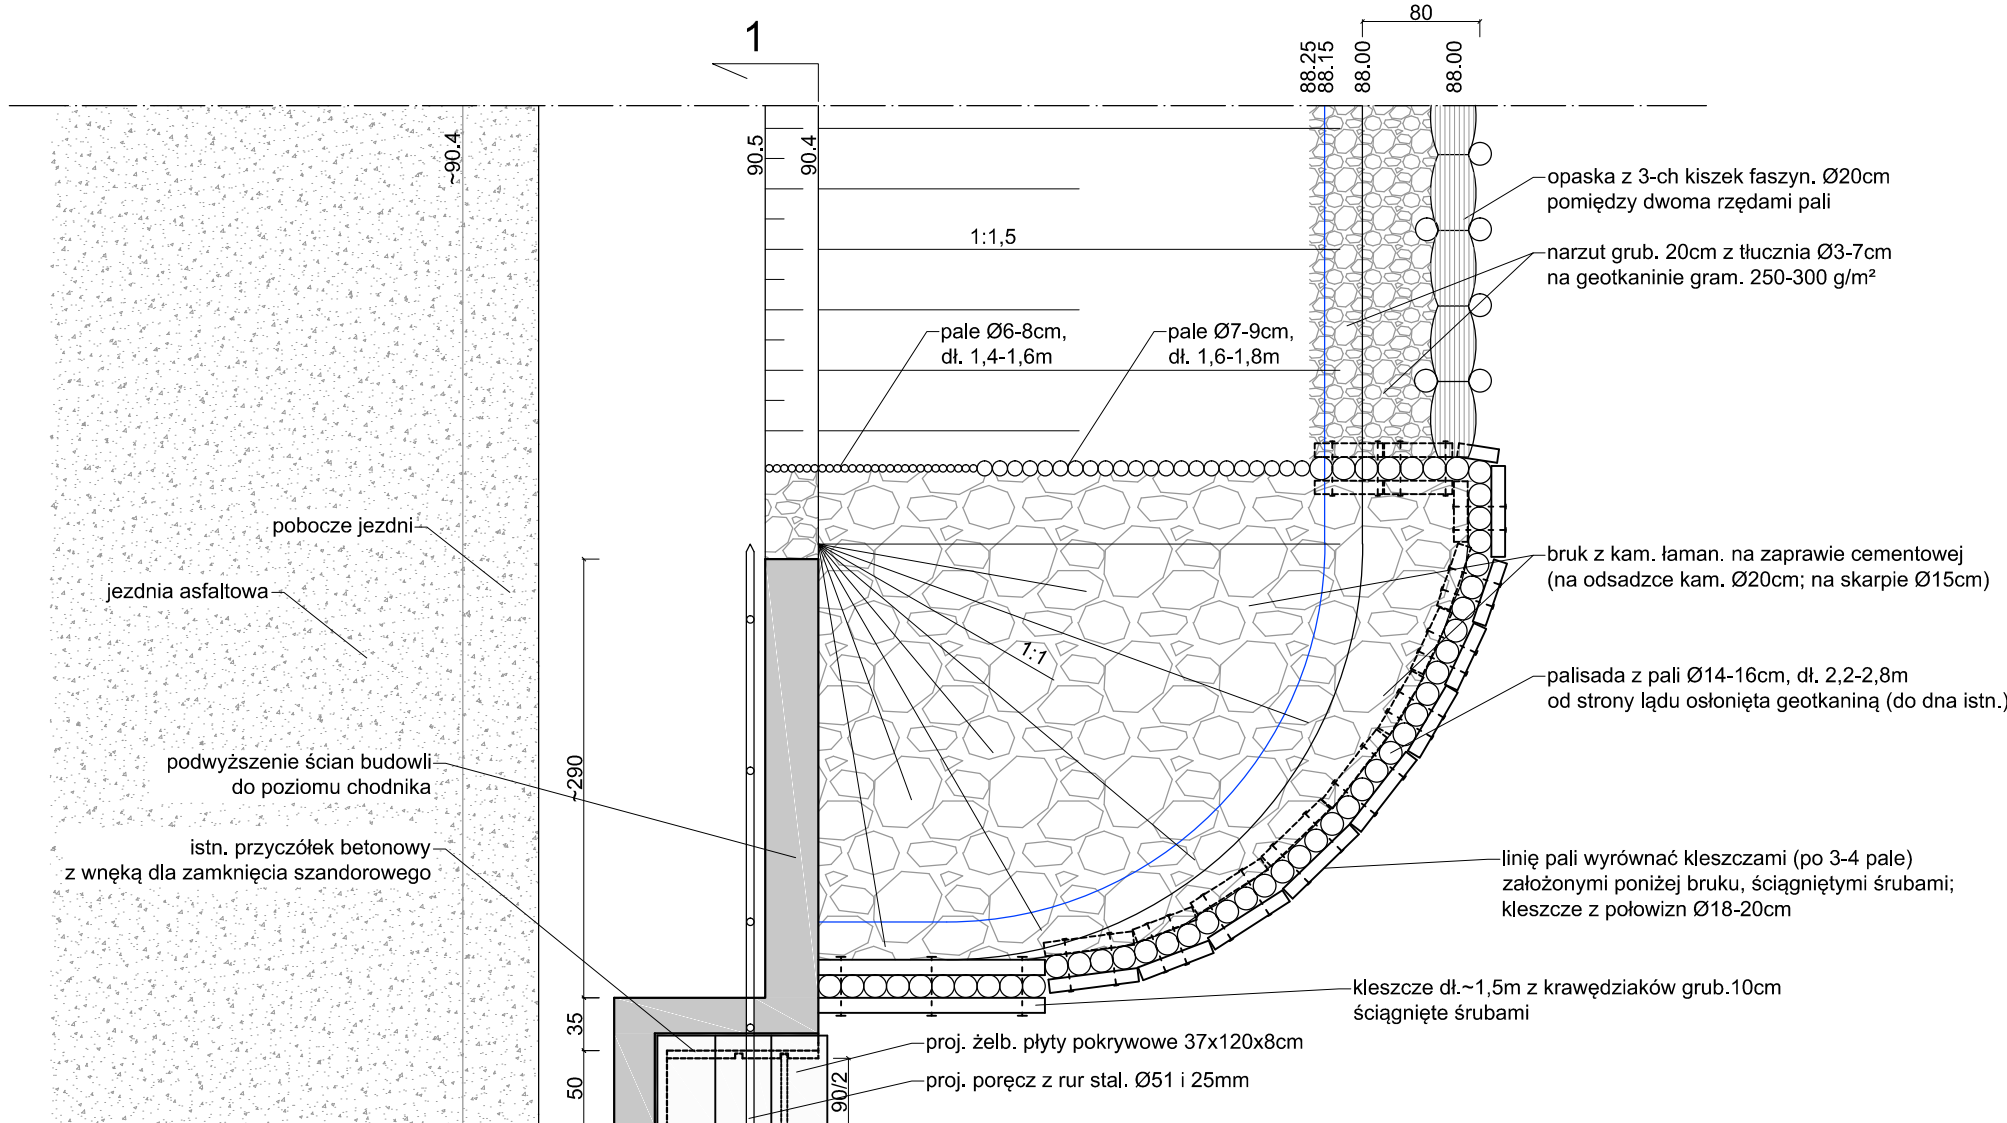 1
80
88.25
88.15
88.00
88.00
~90.4
90.5
90.4
1:1,5
opaska z 3-ch kiszek faszyn. Ø20cm
pomiędzy dwoma rzędami pali
narzut grub. 20cm z tłucznia Ø3-7cm
na geotkaninie gram. 250-300 g/m²
pale Ø6-8cm,
dł. 1,4-1,6m
pale Ø7-9cm,
dł. 1,6-1,8m
pobocze jezdni
jezdnia asfaltowa
bruk z kam. łaman. na zaprawie cementowej
(na odsadzce kam. Ø20cm; na skarpie Ø15cm)
1:1
palisada z pali Ø14-16cm, dł. 2,2-2,8m
od strony lądu osłonięta geotkaniną (do dna istn.)
podwyższenie ścian budowli
do poziomu chodnika
~290
istn. przyczółek betonowy
z wnęką dla zamknięcia szandorowego
linię pali wyrównać kleszczami (po 3-4 pale)
założonymi poniżej bruku, ściągniętymi śrubami;
kleszcze z połowizn Ø18-20cm
kleszcze dł.~1,5m z krawędziaków grub.10cm
ściągnięte śrubami
35
proj. żelb. płyty pokrywowe 37x120x8cm
proj. poręcz z rur stal. Ø51 i 25mm
50
90/2